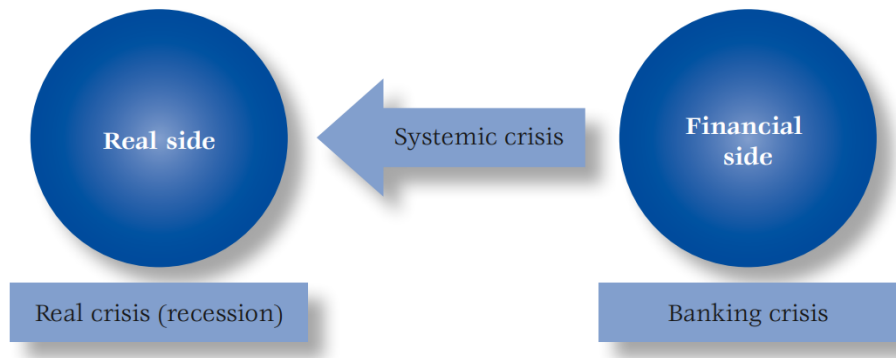 Real side
Systemic crisis
Financial
side
Real crisis (recession)
Banking crisis